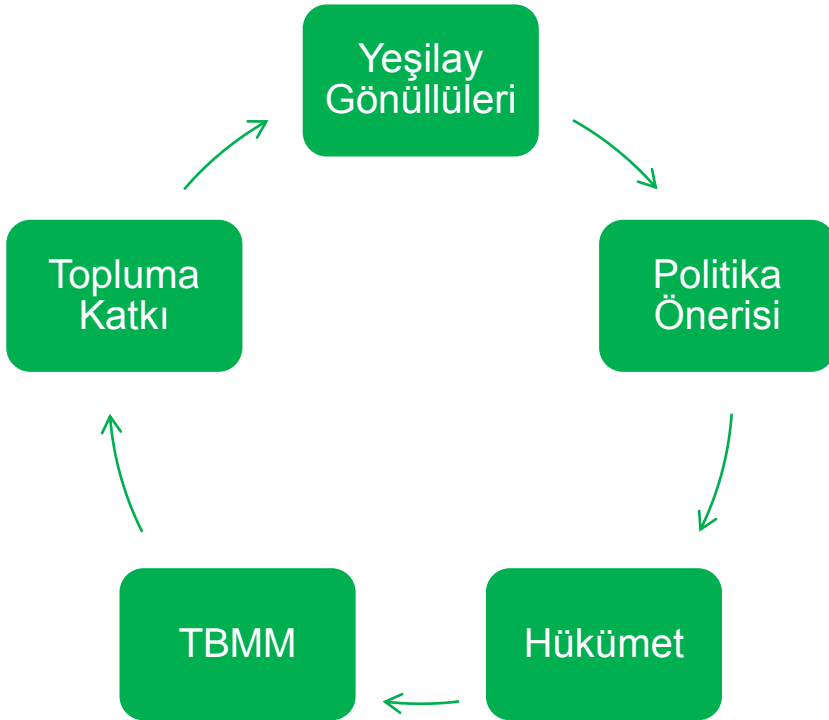 Yeşilay
Gönüllüleri
Politika
Önerisi
Hükümet
TBMM
Topluma
Katkı